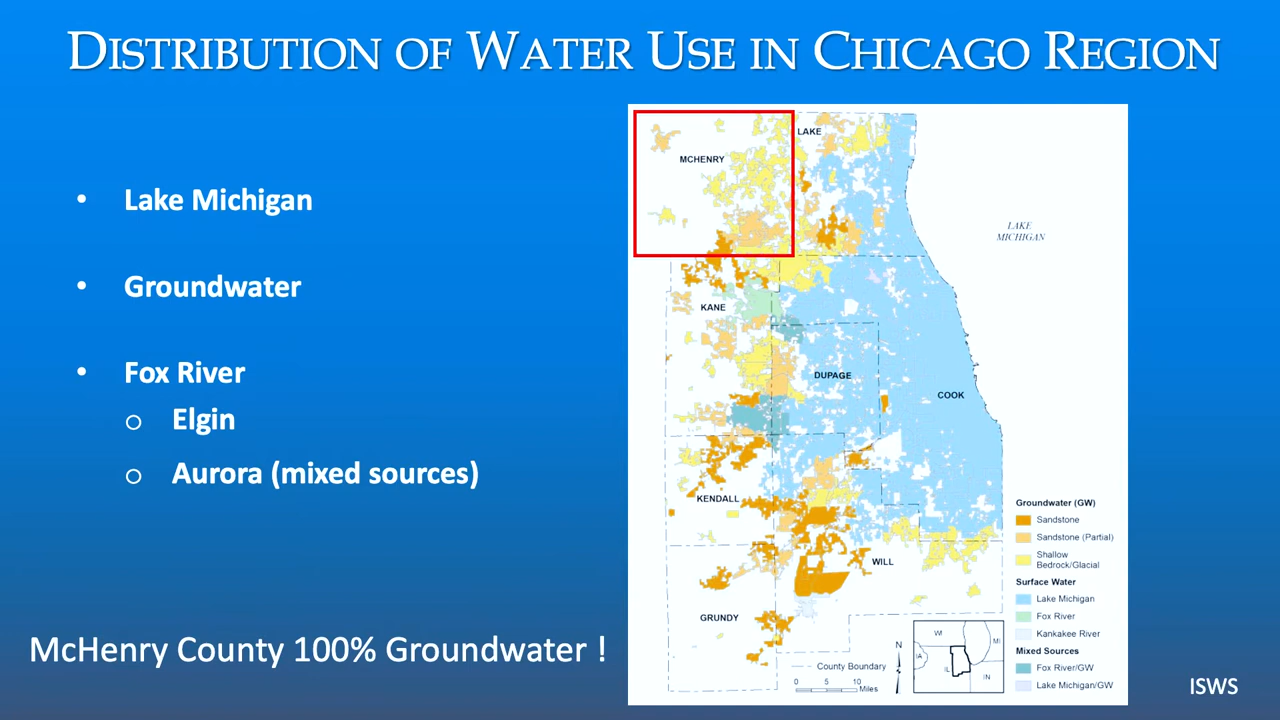 DISTRIBUTION OF WATER USE IN CHICAGO REGION
• Lake Michigan
• Groundwater
• Fox River
o Elgin
o Aurora (mixed sources)
McHenry County 100% Groundwater !
LAKE
MCHENRY
LAKE
MICHIGAN
KANE
DUPAGE
COOK
KENDALL
WILL
GRUNDY
Groundwater (GW)
Sandstone
Sandstone (Partial)
Shallow
Bedrock/Glacial
Surface Water
Lake Michigan
Fox River
Kankakee River
Mixed Sources
Fox River/GW
Lake Michigan/GW
N
WI
MI
IA
IL
IN
County Boundary
0 5 10
Miles
ISWS